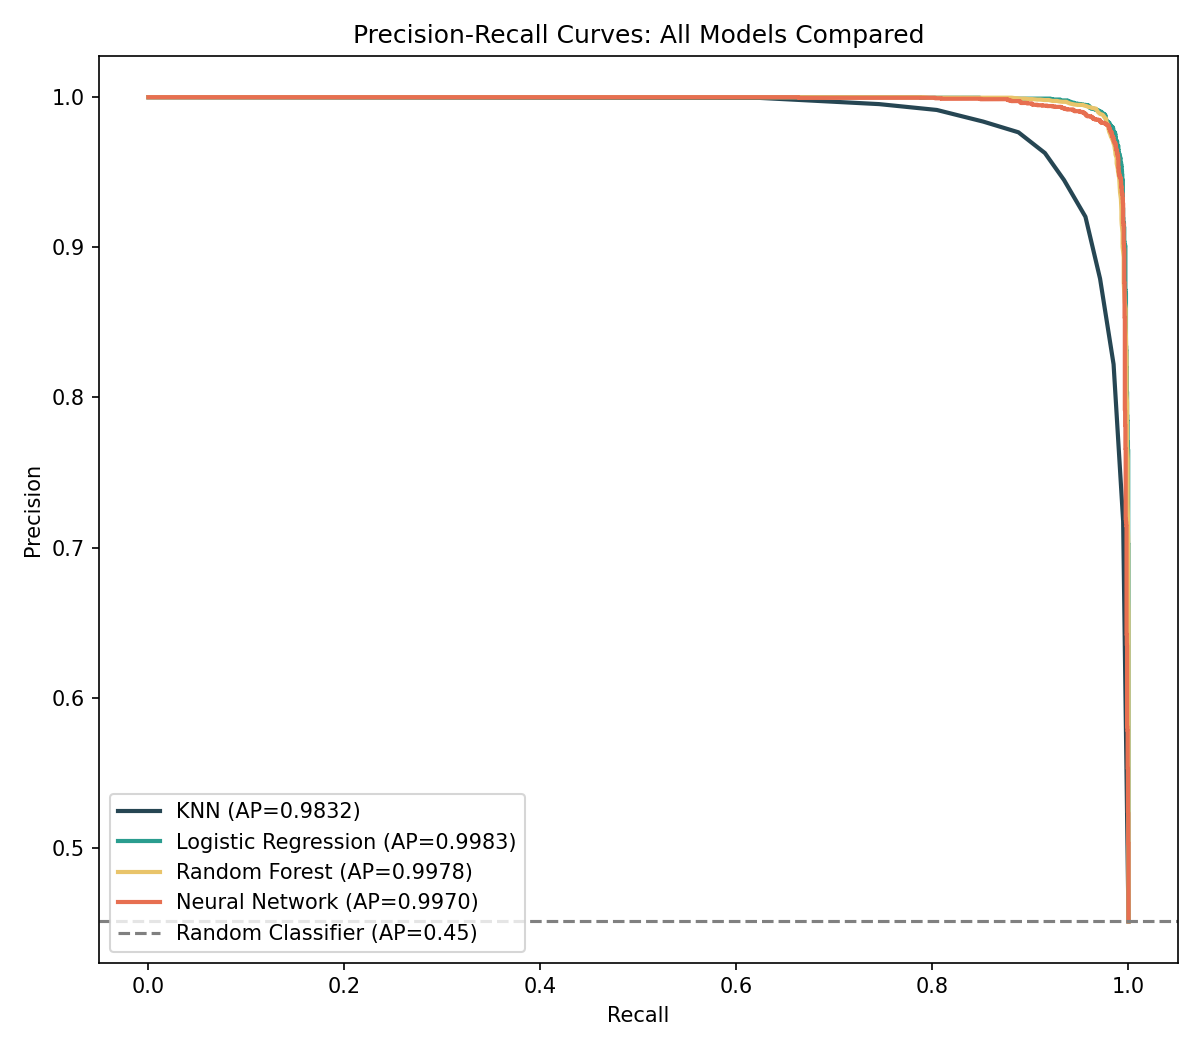 Precision-Recall Curves: All Models Compared
1.0
0.9
0.8
0.7
0.6
0.5
Precision
KNN (AP=0.9832)
Logistic Regression (AP=0.9983)
Random Forest (AP=0.9978)
Neural Network (AP=0.9970)
Random Classifier (AP=0.45)
0.0 0.2 0.4 0.6 0.8 1.0
Recall